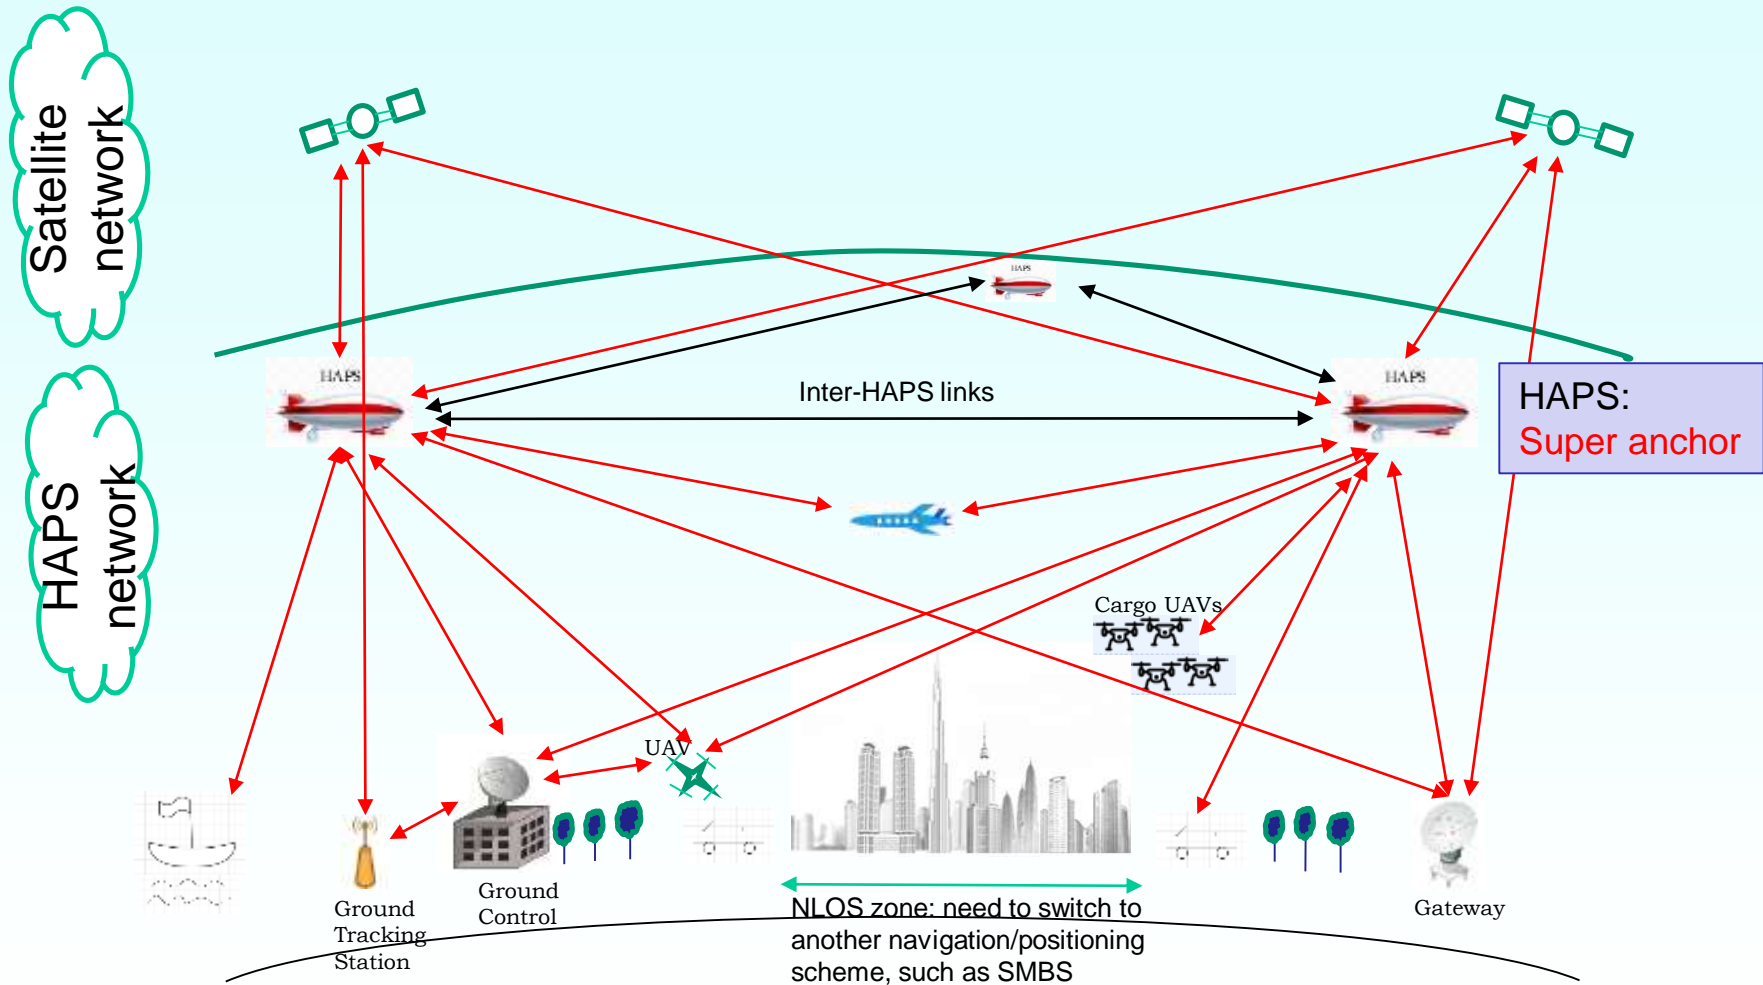 Satellite
network
HAPS
HAPS
HAPS
Inter-HAPS links
HAPS:
Super anchor
HAPS
network
Cargo UAVs
UAV
Ground
Control
Ground
Tracking
Station
NLOS zone: need to switch to
another navigation/positioning
scheme, such as SMBS
Gateway